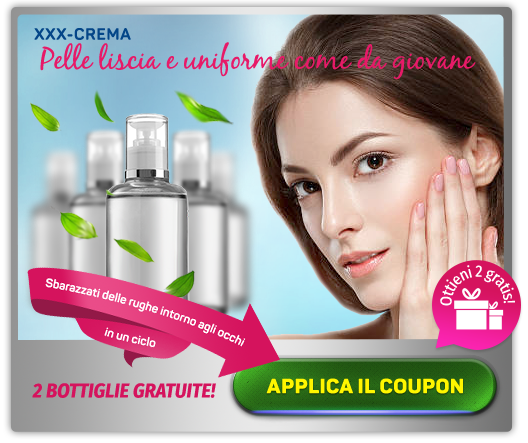 XXX-CREMA
Pelle liscia e uniforme come da giovane
Sbarazzati delle rughe intorno agli occhi
in un ciclo
Ottieni 2 gratis!
2 BOTTIGLIE GRATUITE!
APPLICA IL COUPON